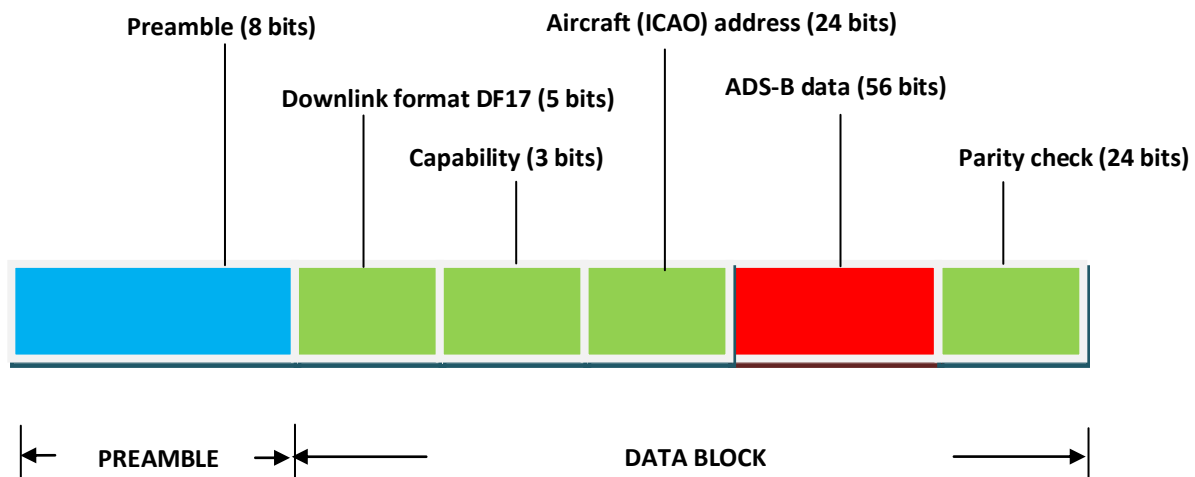 Preamble (8 bits)
Aircraft (ICAO) address (24 bits)
Downlink format DF17 (5 bits)
ADS-B data (56 bits)
Capability (3 bits)
Parity check (24 bits)
PREAMBLE
DATA BLOCK